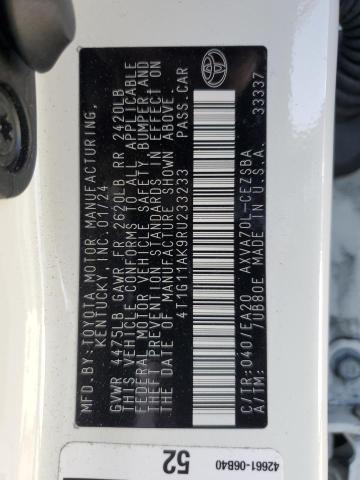 MFD. BY:TOYOTA MOTOR MANUFACTURING,
KENTUCKY, INC. 01/24
GVWR 4475LB GAWR FR 2620LB RR 2420LB
THIS VEHICLE CONFORMS TO ALL APPLICABLE
FEDERAL MOTOR VEHICLE SAFETY, BUMPER, AND
THEFT PREVENTION STANDARDS IN EFFECT ON
THE DATE OF MANUFACTURE SHOWN ABOVE.
4T1G11AK9RU233233 PASS.CAR
C/TR:040/EA20 AXVA70L-CEZSBA
A/TM: /UB80E MADE IN U.S.A. 33337
42661-06B40
52